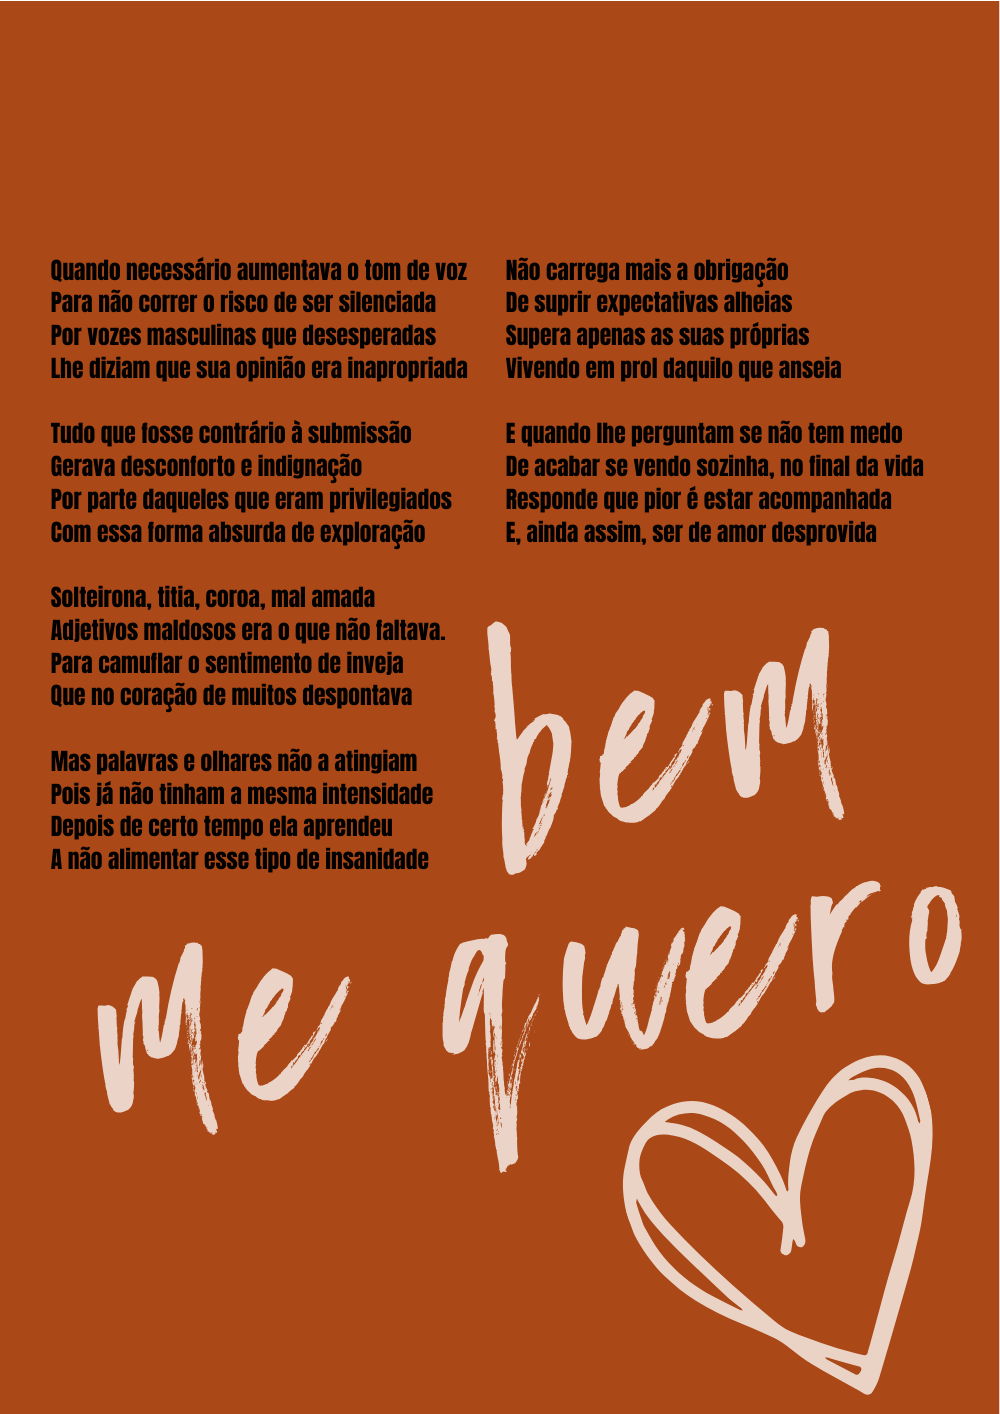 Quando necessário aumentava o tom de voz
Para não correr o risco de ser silenciada
Por vozes masculinas que desesperadas
Lhe diziam que sua opinião era inapropriada
Tudo que fosse contrário à submissão
Gerava desconforto e indignação
Por parte daqueles que eram privilegiados
Com essa forma absurda de exploração
Solteirona, titia, coroa, mal amada
Adjetivos maldosos era o que não faltava.
Para camuflar o sentimento de inveja
Que no coração de muitos despontava
Mas palavras e olhares não a atingiam
Pois já não tinham a mesma intensidade
Depois de certo tempo ela aprendeu
A não alimentar esse tipo de insanidade
Não carrega mais a obrigação
De suprir expectativas alheias
Supera apenas as suas próprias
Vivendo em prol daquilo que anseia
E quando lhe perguntam se não tem medo
De acabar se vendo sozinha, no final da vida
Responde que pior é estar acompanhada
E, ainda assim, ser de amor desprovida
bem
me quero